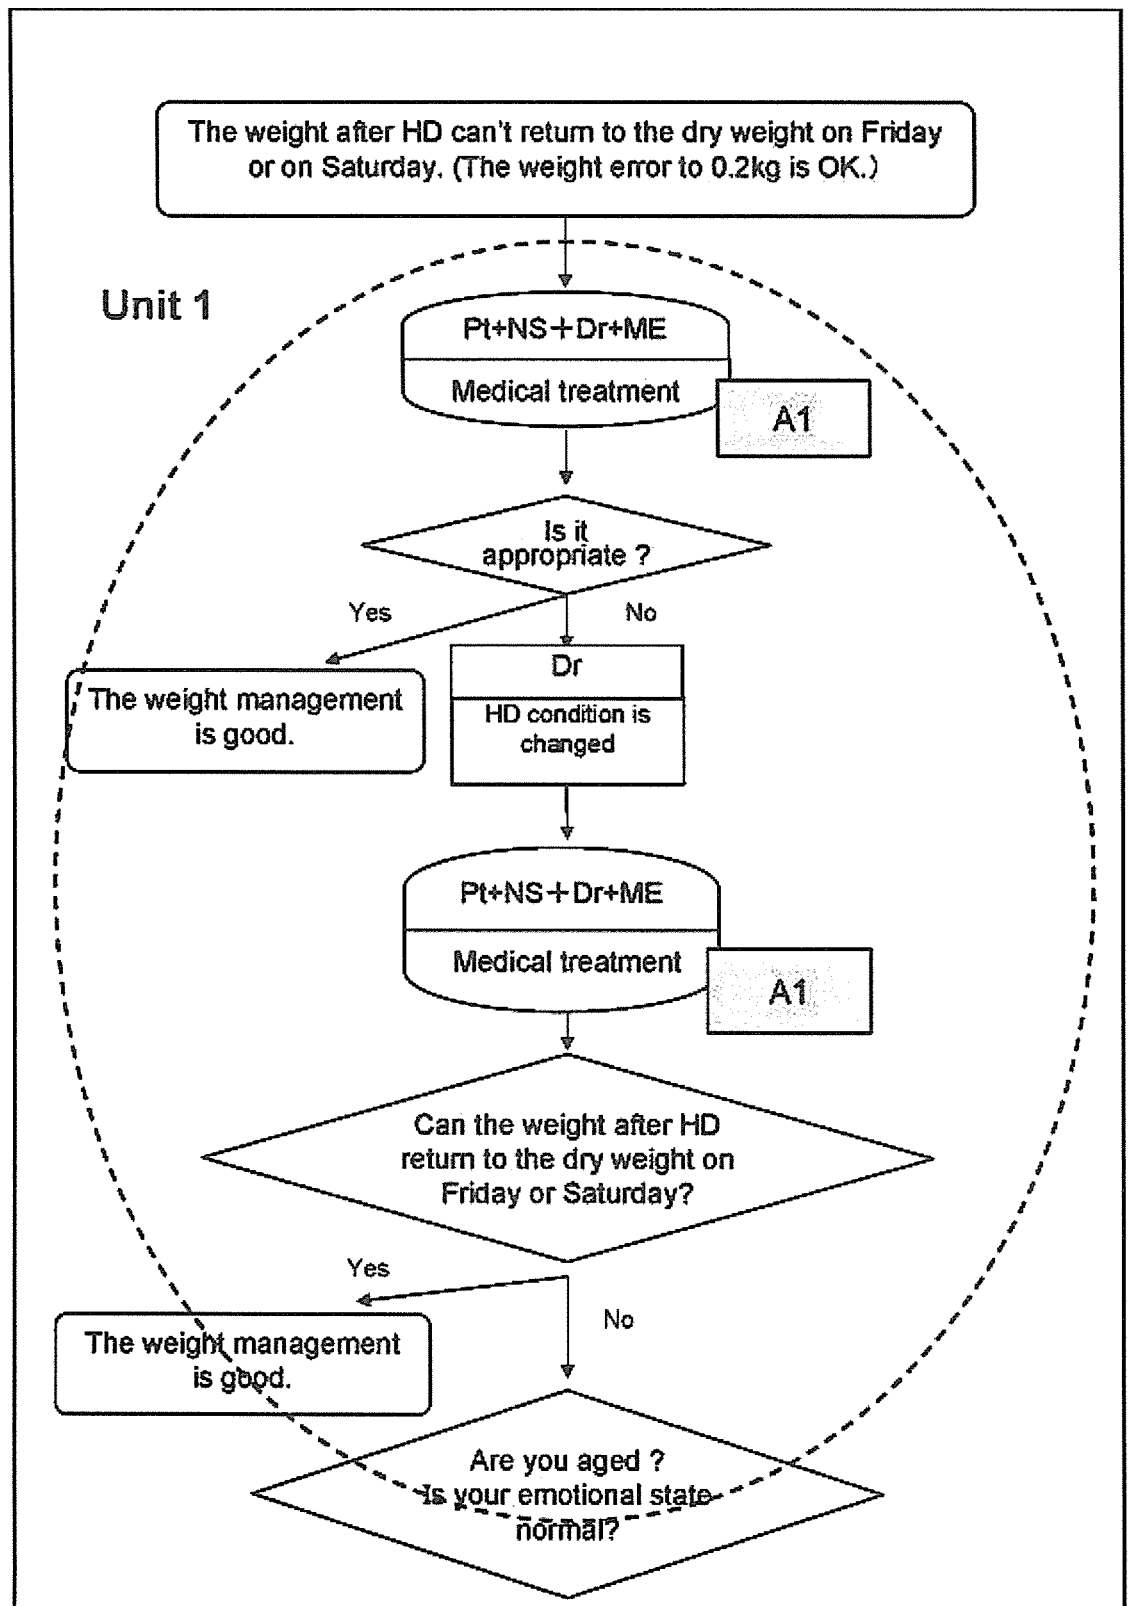 The weight after HD can't return to the dry weight on Friday
or on Saturday. (The weight error to 0.2kg is OK.)
Unit 1
Pt+NS+Dr+ME
Medical treatment
A1
Is it
appropriate ?
Yes
No
The weight management
is good.
Dr
HD condition is
changed
Pt+NS+Dr+ME
Medical treatment
A1
Can the weight after HD
return to the dry weight on
Friday or Saturday?
Yes
No
The weight management
is good.
Are you aged ?
Is your emotional state
normal?